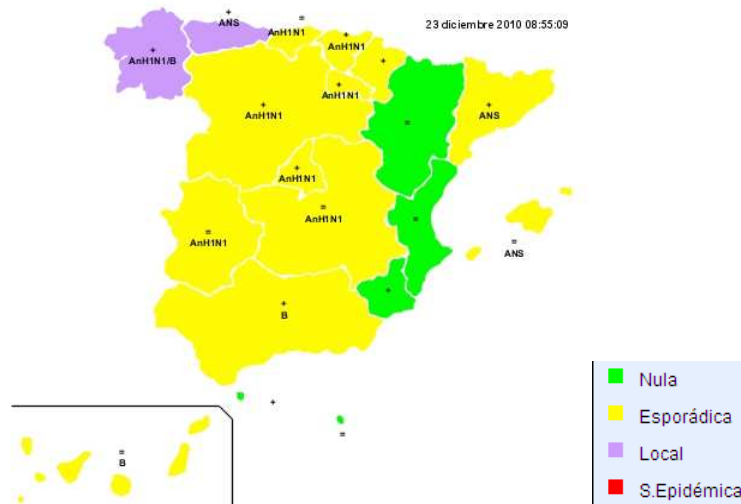 +
ANS
=
AnH1N1
23 diciembre 2010 08:55:09
+
AnH1N1/B
+
AnH1N1
+
+
AnH1N1
+
AnH1N1
=
+
ANS
+
AnH1N1
=
AnH1N1
=
AnH1N1
=
=
ANS
+
+
B
+
=
=
B
Nula
Esporádica
Local
S.Epidémica